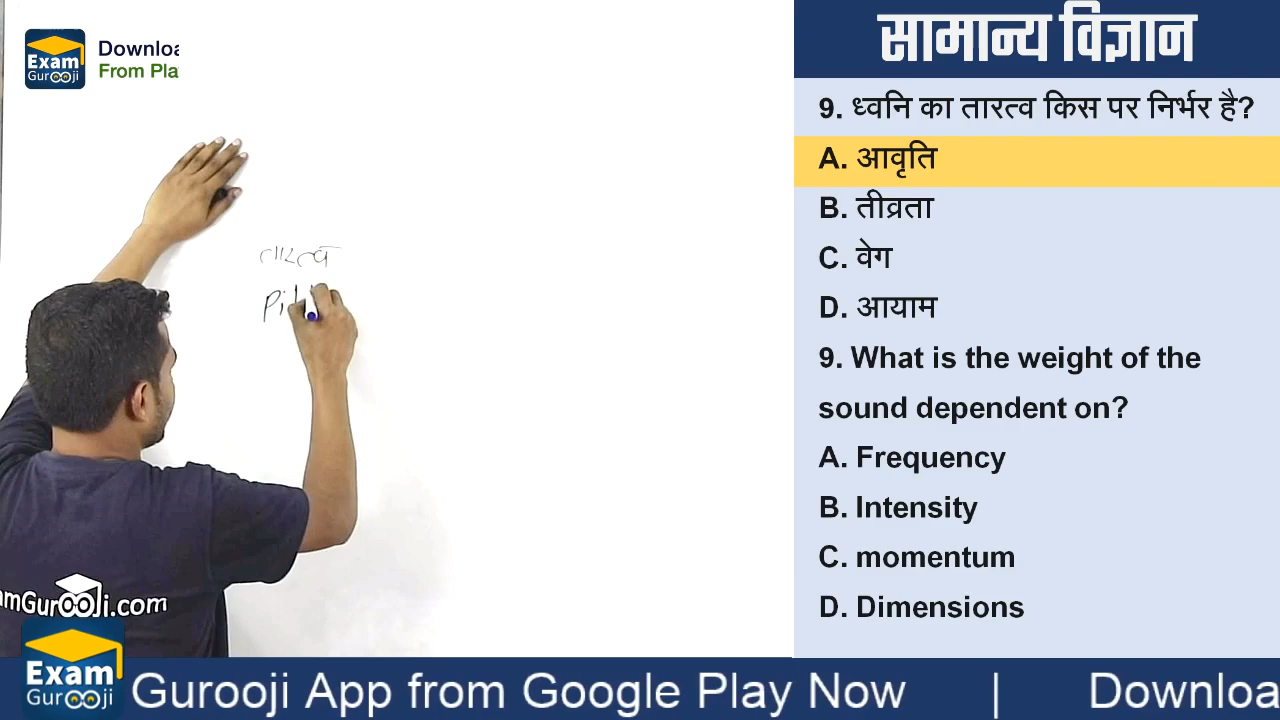 Exam
Gurooji
Downloa
From Pla
सामान्य विज्ञान
9. ध्वनि का तारत्व किस पर निर्भर है?
A. आवृति
B. तीव्रता
C. वेग
D. आयाम
9. What is the weight of the
sound dependent on?
A. Frequency
B. Intensity
C. momentum
D. Dimensions
तारत्व
Pit
amGurooji.com
Exam
Gurooji
Gurooji App from Google Play Now | Downloa